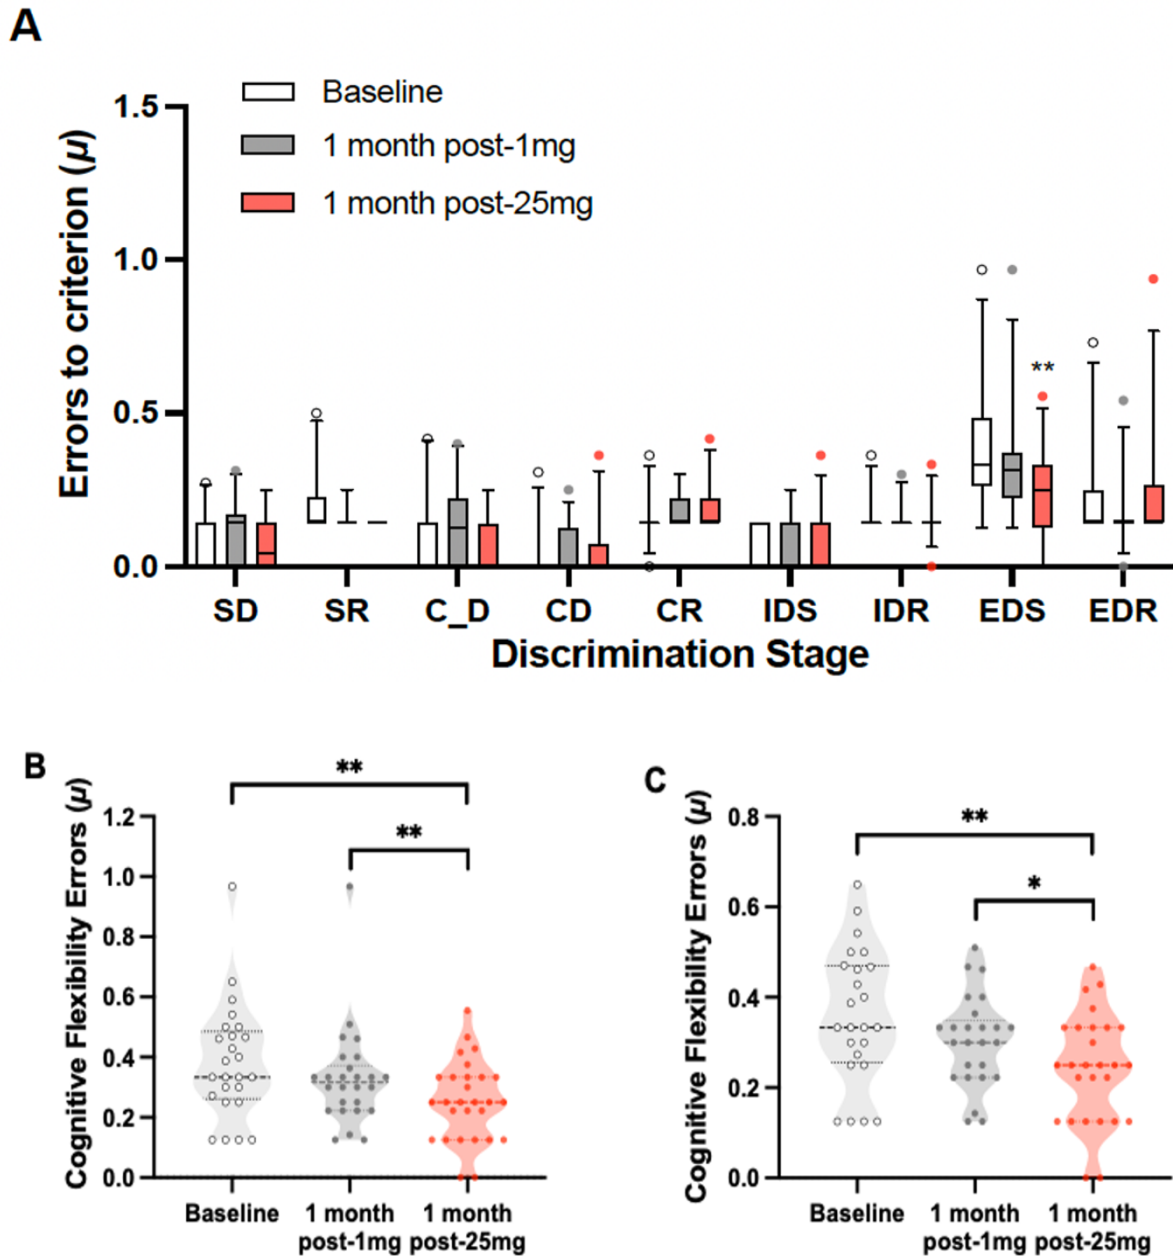 A
Errors to criterion (μ)
1.5
1.0
0.5
0.0
Baseline
1 month post-1mg
1 month post-25mg
**
SD SR C_D CD CR IDS IDR EDS EDR
Discrimination Stage
B
Cognitive Flexibility Errors (μ)
1.2
1.0
0.8
0.6
0.4
0.2
0.0
**
**
Baseline 1 month 1 month
post-1mg post-25mg
C
Cognitive Flexibility Errors (μ)
0.8
0.6
0.4
0.2
0.0
**
*
Baseline 1 month 1 month
post-1mg post-25mg